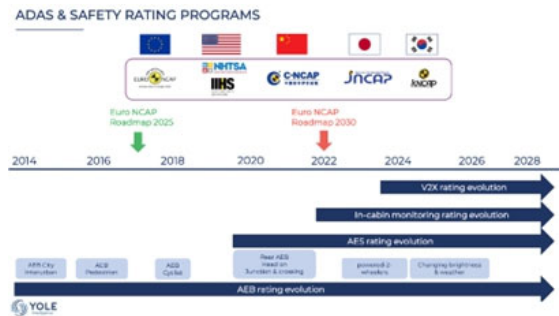 ADAS & SAFETY RATING PROGRAMS
EURO NCAP
NHTSA
IIHS
C-NCAP
JNCAP
KNCAP
Euro NCAP
Roadmap 2025
Euro NCAP
Roadmap 2030
2014
2016
2018
2020
2022
2024
2026
2028
V2X rating evolution
In-cabin monitoring rating evolution
AES rating evolution
AEB City
AEB
Pedestrian
AEB
Cyclist
Rear AEB
Head on
Junction & crossing
powered-2
wheelers
Changing brightness
& weather
AEB rating evolution
YOLE